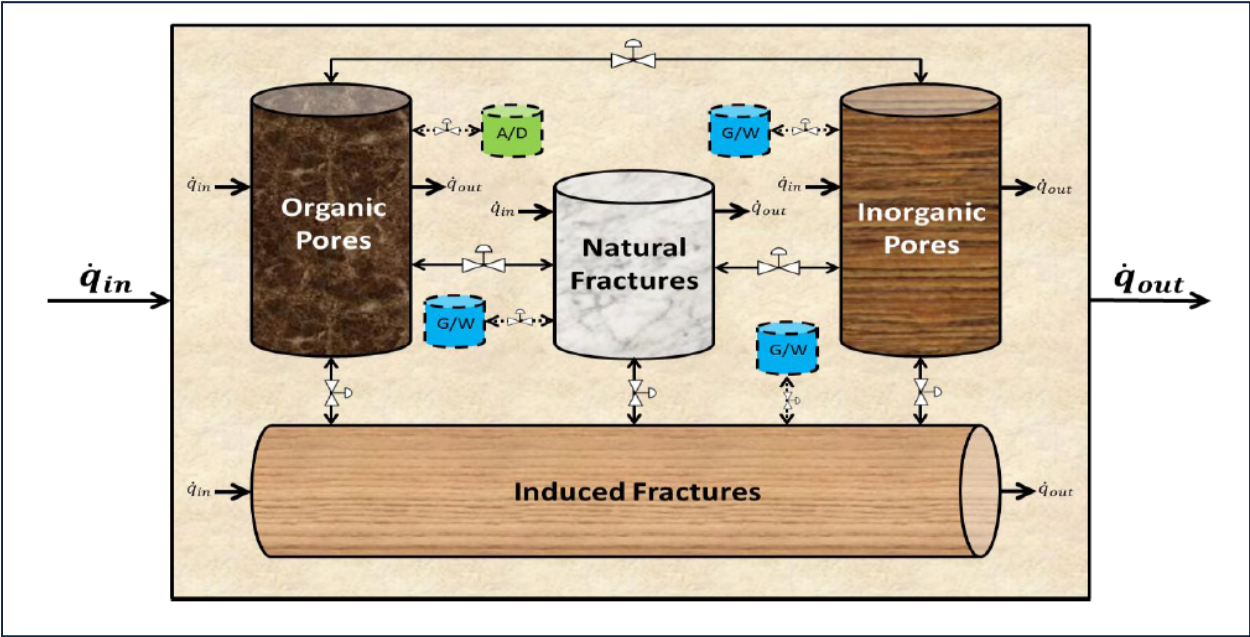 A/D
G/W
q̇in
q̇out
q̇in
q̇out
Organic
Pores
q̇in
q̇out
Inorganic
Pores
Natural
Fractures
q̇in
q̇out
G/W
G/W
q̇in
Induced Fractures
q̇out